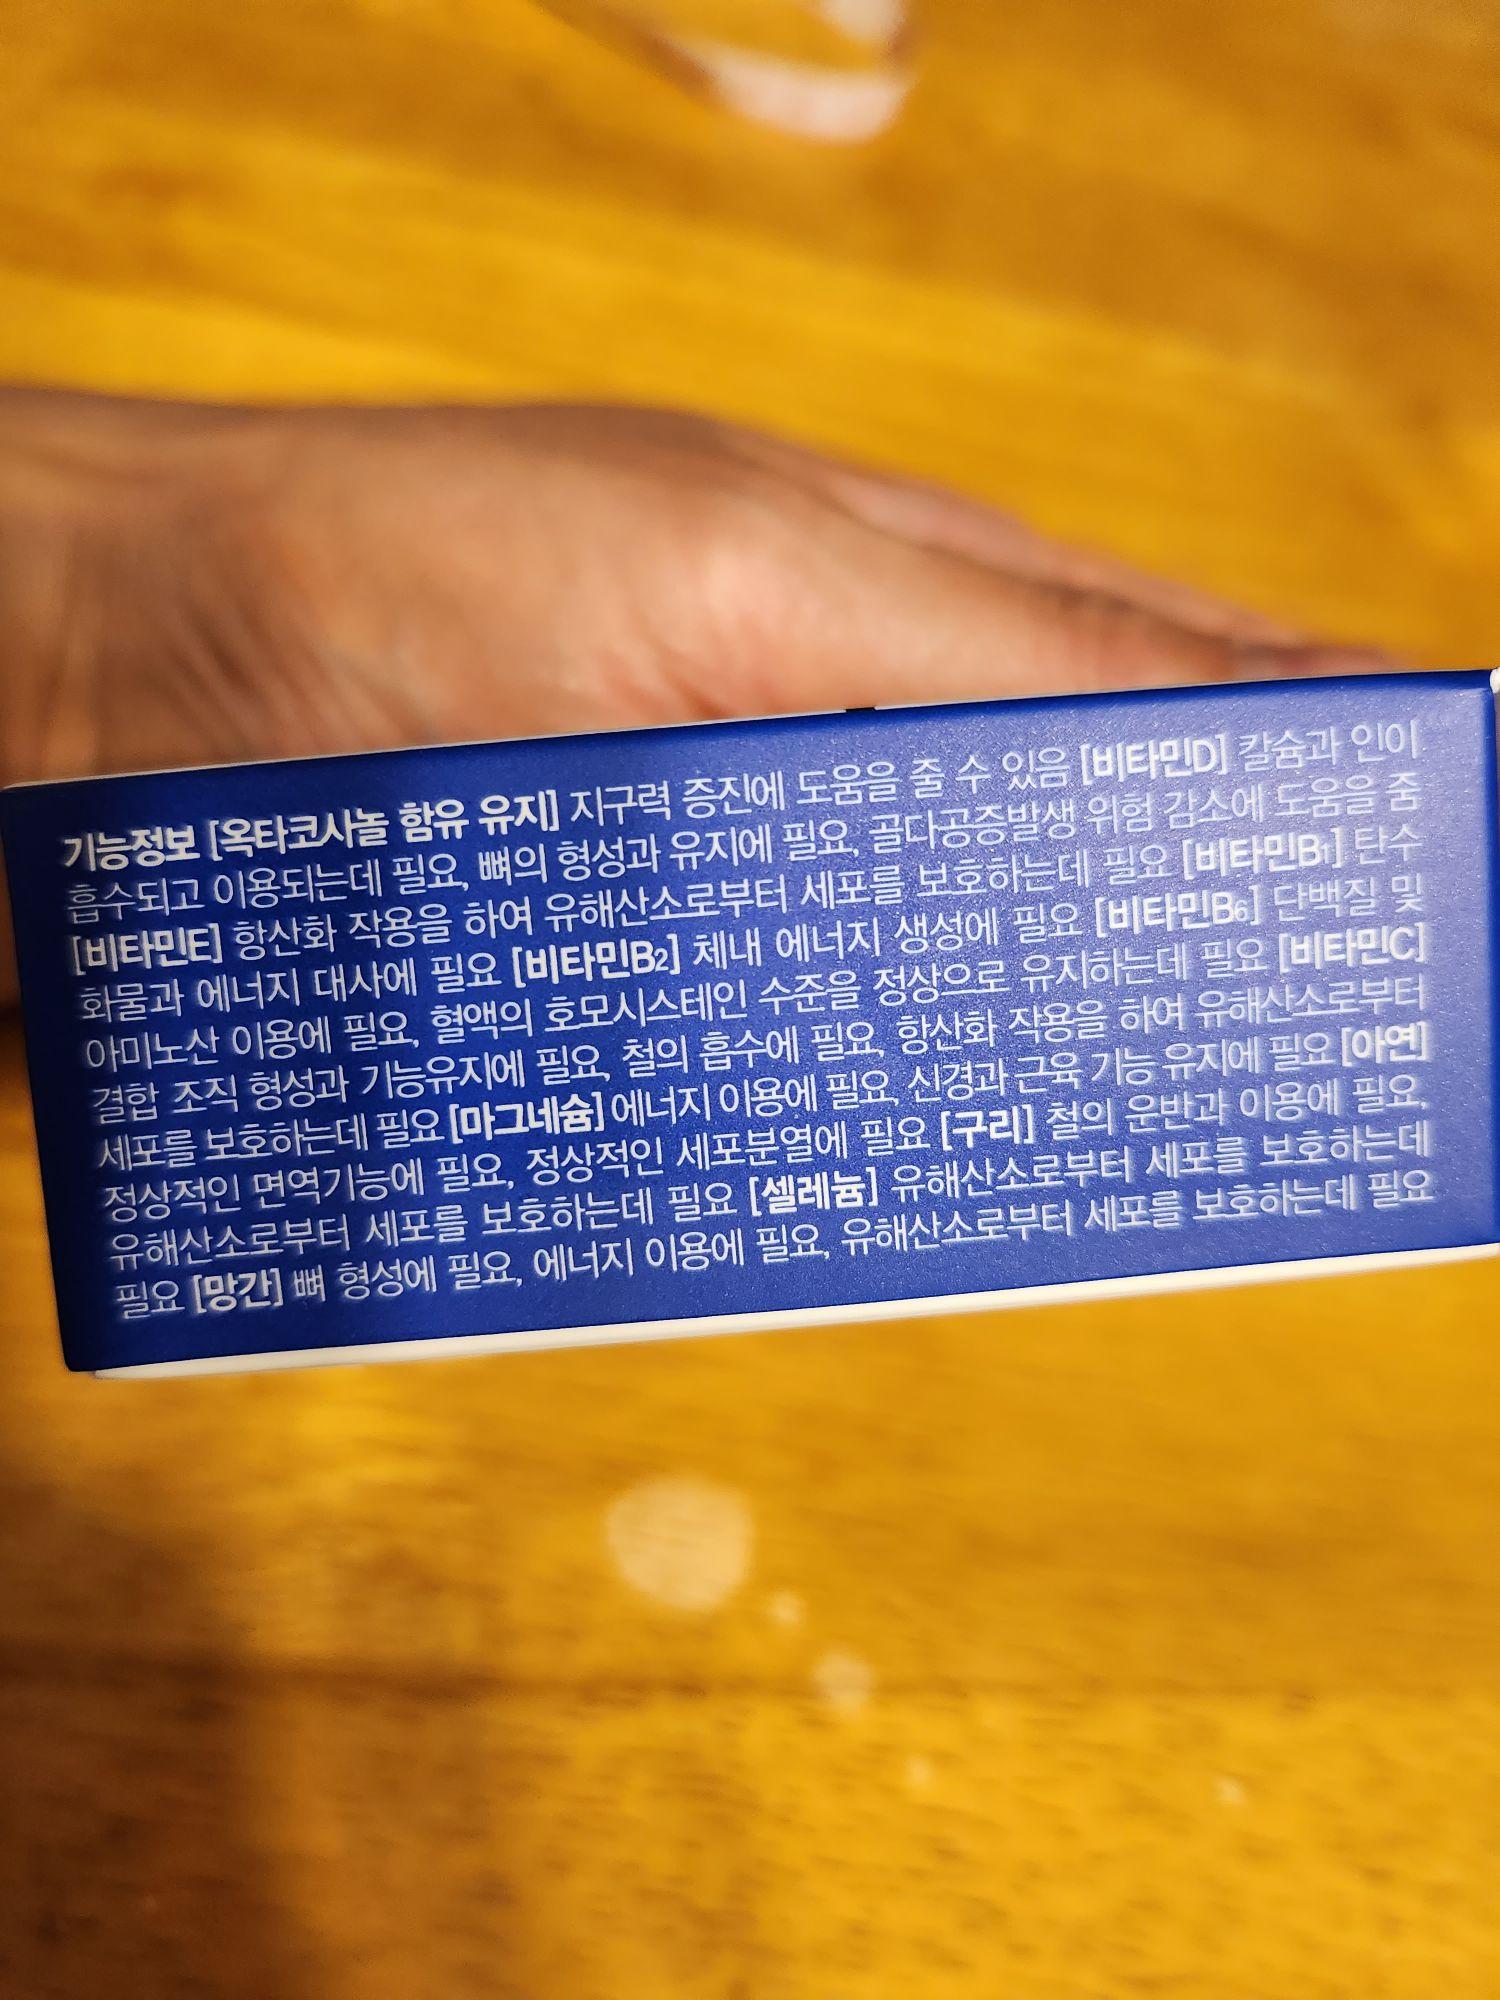 기능정보 [옥타코사놀 함유 유지] 지구력 증진에 도움을 줄 수 있음 [비타민D] 칼슘과 인이
흡수되고 이용되는데 필요, 뼈의 형성과 유지에 필요, 골다공증발생 위험 감소에 도움을 줌
[비타민E] 항산화 작용을 하여 유해산소로부터 세포를 보호하는데 필요 [비타민B1] 탄수
화물과 에너지 대사에 필요 [비타민B2] 체내 에너지 생성에 필요 [비타민B6] 단백질 및
아미노산 이용에 필요, 혈액의 호모시스테인 수준을 정상으로 유지하는데 필요 [비타민C]
결합 조직 형성과 기능유지에 필요, 철의 흡수에 필요, 항산화 작용을 하여 유해산소로부터
세포를 보호하는데 필요 [마그네슘] 에너지 이용에 필요, 신경과 근육 기능 유지에 필요 [아연]
정상적인 면역기능에 필요, 정상적인 세포분열에 필요 [구리] 철의 운반과 이용에 필요,
유해산소로부터 세포를 보호하는데 필요 [셀레늄] 유해산소로부터 세포를 보호하는데
필요 [망간] 뼈 형성에 필요, 에너지 이용에 필요, 유해산소로부터 세포를 보호하는데 필요